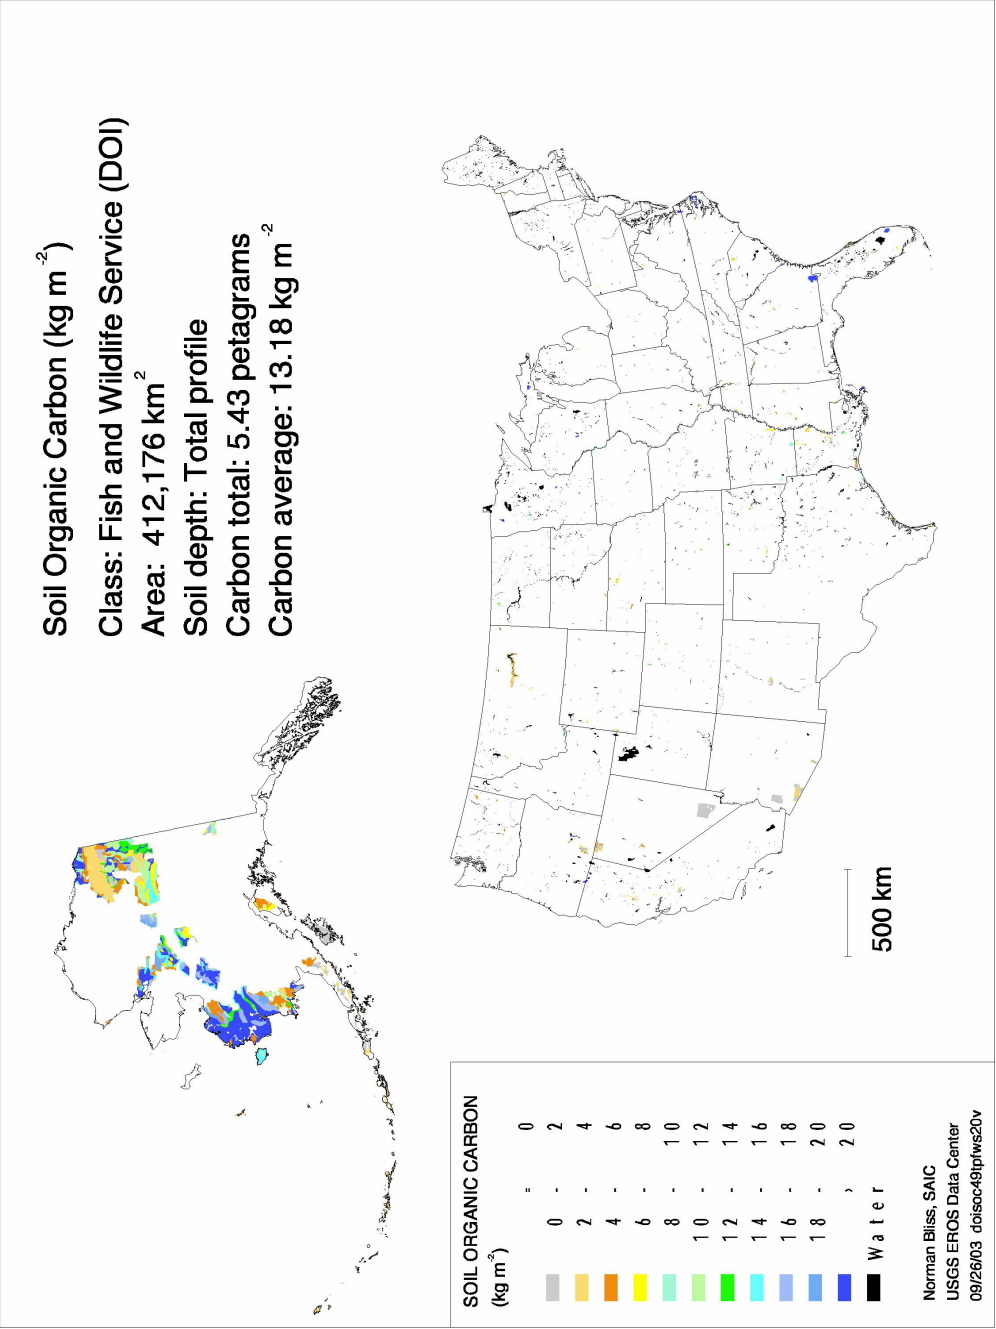 Soil Organic Carbon (kg m-2)
Class: Fish and Wildlife Service (DOI)
Area: 412,176 km2
Soil depth: Total profile
Carbon total: 5.43 petagrams
Carbon average: 13.18 kg m-2
500 km
SOIL ORGANIC CARBON
(kg m-2)
= 0
0 - 2
2 - 4
4 - 6
6 - 8
8 - 10
10 - 12
12 - 14
14 - 16
16 - 18
18 - 20
> 20
Water
Norman Bliss, SAIC
USGS EROS Data Center
09/26/03 doisoc49tpfws20v